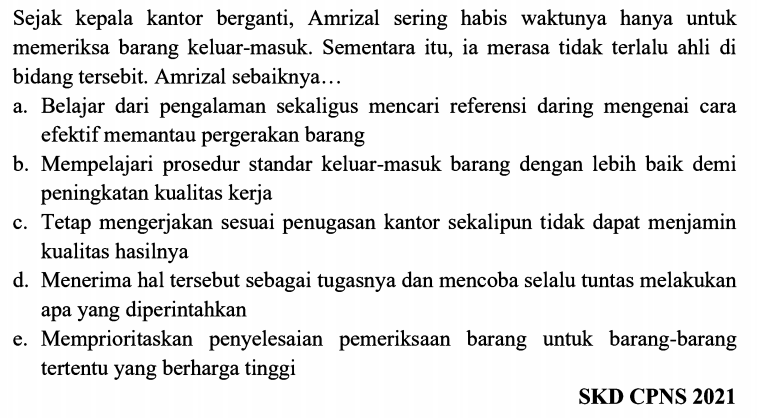 Sejak kepala kantor berganti, Amrizal sering habis waktunya hanya untuk
memeriksa barang keluar-masuk. Sementara itu, ia merasa tidak terlalu ahli di
bidang tersebit. Amrizal sebaiknya…
a. Belajar dari pengalaman sekaligus mencari referensi daring mengenai cara
efektif memantau pergerakan barang
b. Mempelajari prosedur standar keluar-masuk barang dengan lebih baik demi
peningkatan kualitas kerja
c. Tetap mengerjakan sesuai penugasan kantor sekalipun tidak dapat menjamin
kualitas hasilnya
d. Menerima hal tersebut sebagai tugasnya dan mencoba selalu tuntas melakukan
apa yang diperintahkan
e. Memprioritaskan penyelesaian pemeriksaan barang untuk barang-barang
tertentu yang berharga tinggi
SKD CPNS 2021